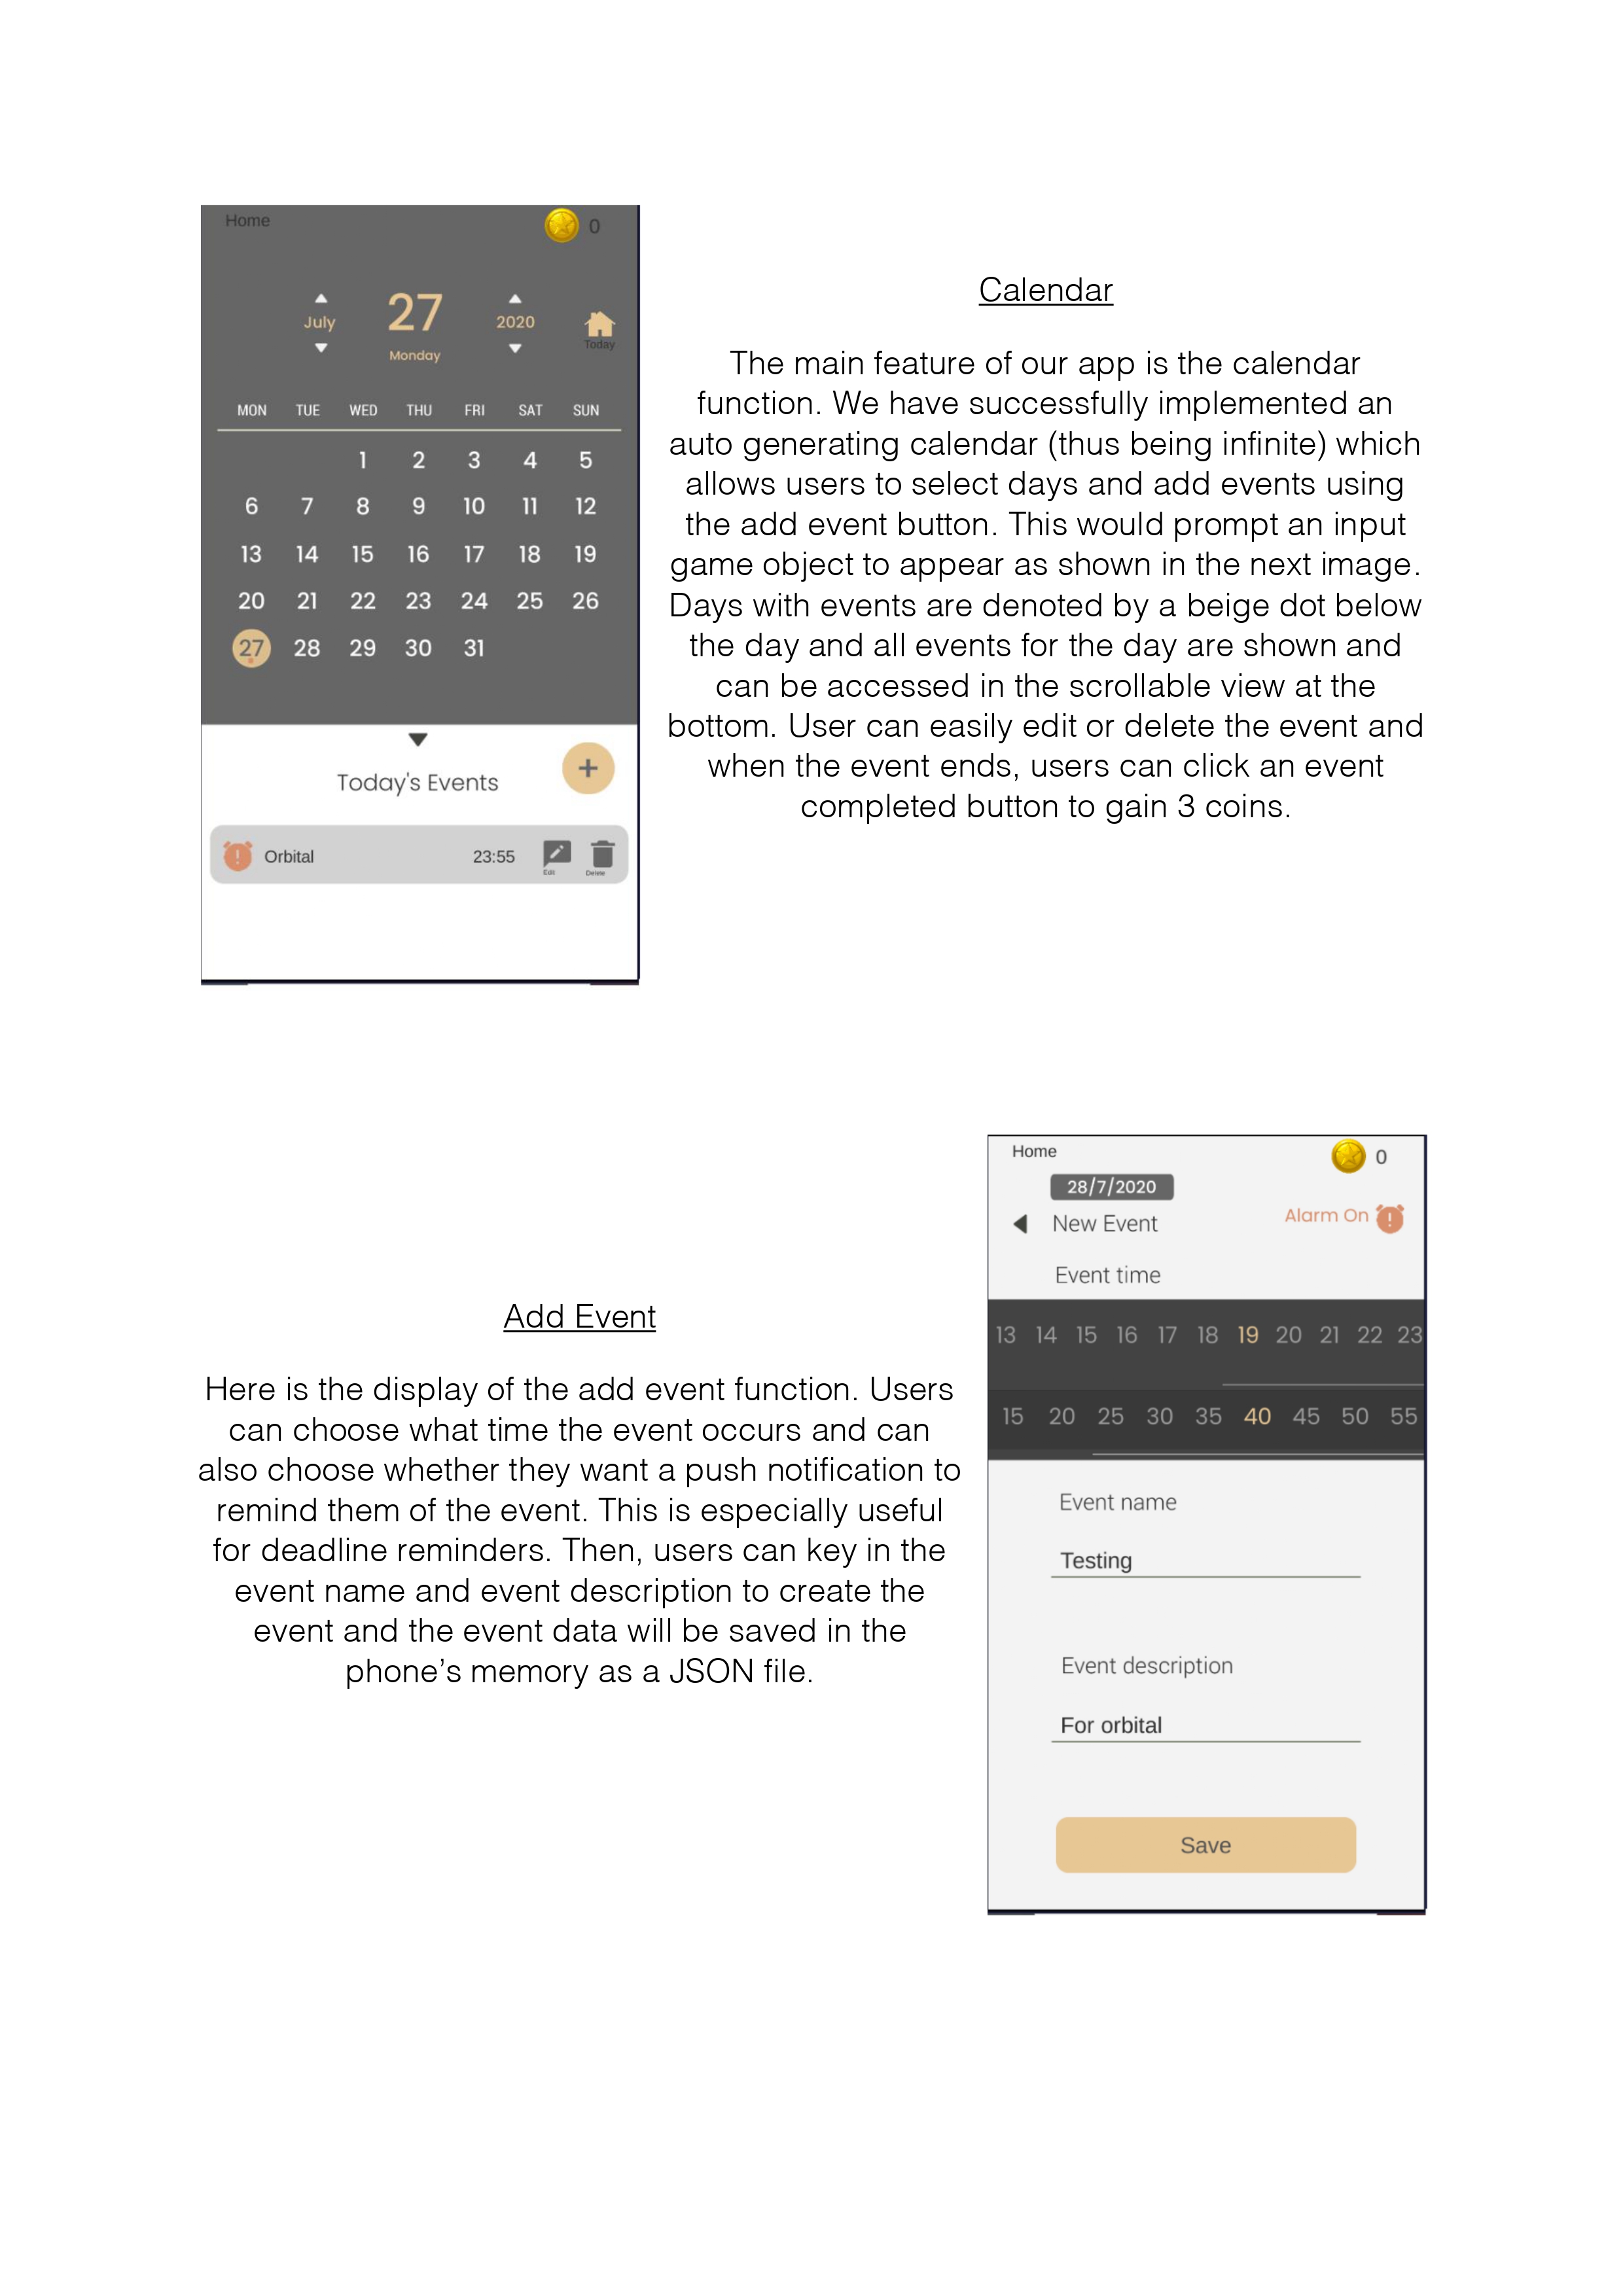 Home
0
July
27
2020
Monday
Today
MON TUE WED THU FRI SAT SUN
1 2 3 4 5
6 7 8 9 10 11 12
13 14 15 16 17 18 19
20 21 22 23 24 25 26
27 28 29 30 31
Today's Events
+
Orbital 23:55
Edit Delete
Calendar
The main feature of our app is the calendar
function. We have successfully implemented an
auto generating calendar (thus being infinite) which
allows users to select days and add events using
the add event button. This would prompt an input
game object to appear as shown in the next image.
Days with events are denoted by a beige dot below
the day and all events for the day are shown and
can be accessed in the scrollable view at the
bottom. User can easily edit or delete the event and
when the event ends, users can click an event
completed button to gain 3 coins.
Add Event
Here is the display of the add event function. Users
can choose what time the event occurs and can
also choose whether they want a push notification to
remind them of the event. This is especially useful
for deadline reminders. Then, users can key in the
event name and event description to create the
event and the event data will be saved in the
phone’s memory as a JSON file.
Home
0
28/7/2020
New Event
Alarm On
Event time
13 14 15 16 17 18 19 20 21 22 23
15 20 25 30 35 40 45 50 55
Event name
Testing
Event description
For orbital
Save